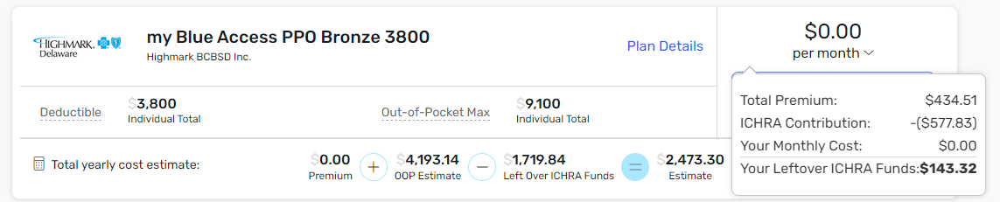 HIGHMARK
Delaware
my Blue Access PPO Bronze 3800
Highmark BCBSD Inc.
Plan Details
$0.00
per month
Deductible
$3,800
Individual Total
Out-of-Pocket Max
$9,100
Individual Total
Total Premium: $434.51
ICHRA Contribution: -($577.83)
Your Monthly Cost: $0.00
Your Leftover ICHRA Funds:$143.32
Total yearly cost estimate:
$0.00 + $4,193.14 − $1,719.84 = $2,473.30
Premium OOP Estimate Left Over ICHRA Funds Estimate